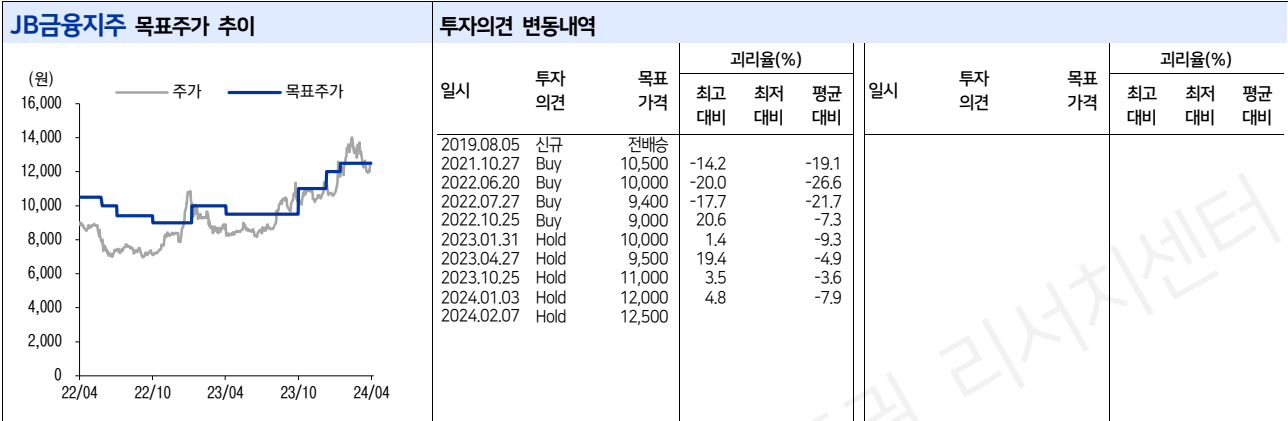 JB금융지주 목표주가 추이
(원)
주가
목표주가
16,000
14,000
12,000
10,000
8,000
6,000
4,000
2,000
0
22/04 22/10 23/04 23/10 24/04
투자의견 변동내역
일시 투자의견 목표가격 괴리율(%)
최고대비 최저대비 평균대비
일시 투자의견 목표가격 괴리율(%)
최고대비 최저대비 평균대비
2019.08.05 신규 전배승
2021.10.27 Buy 10,500 -14.2 -19.1
2022.06.20 Buy 10,000 -20.0 -26.6
2022.07.27 Buy 9,400 -17.7 -21.7
2022.10.25 Buy 9,000 20.6 -7.3
2023.01.31 Hold 10,000 1.4 -9.3
2023.04.27 Hold 9,500 19.4 -4.9
2023.10.25 Hold 11,000 3.5 -3.6
2024.01.03 Hold 12,000 4.8 -7.9
2024.02.07 Hold 12,500
리서치센터